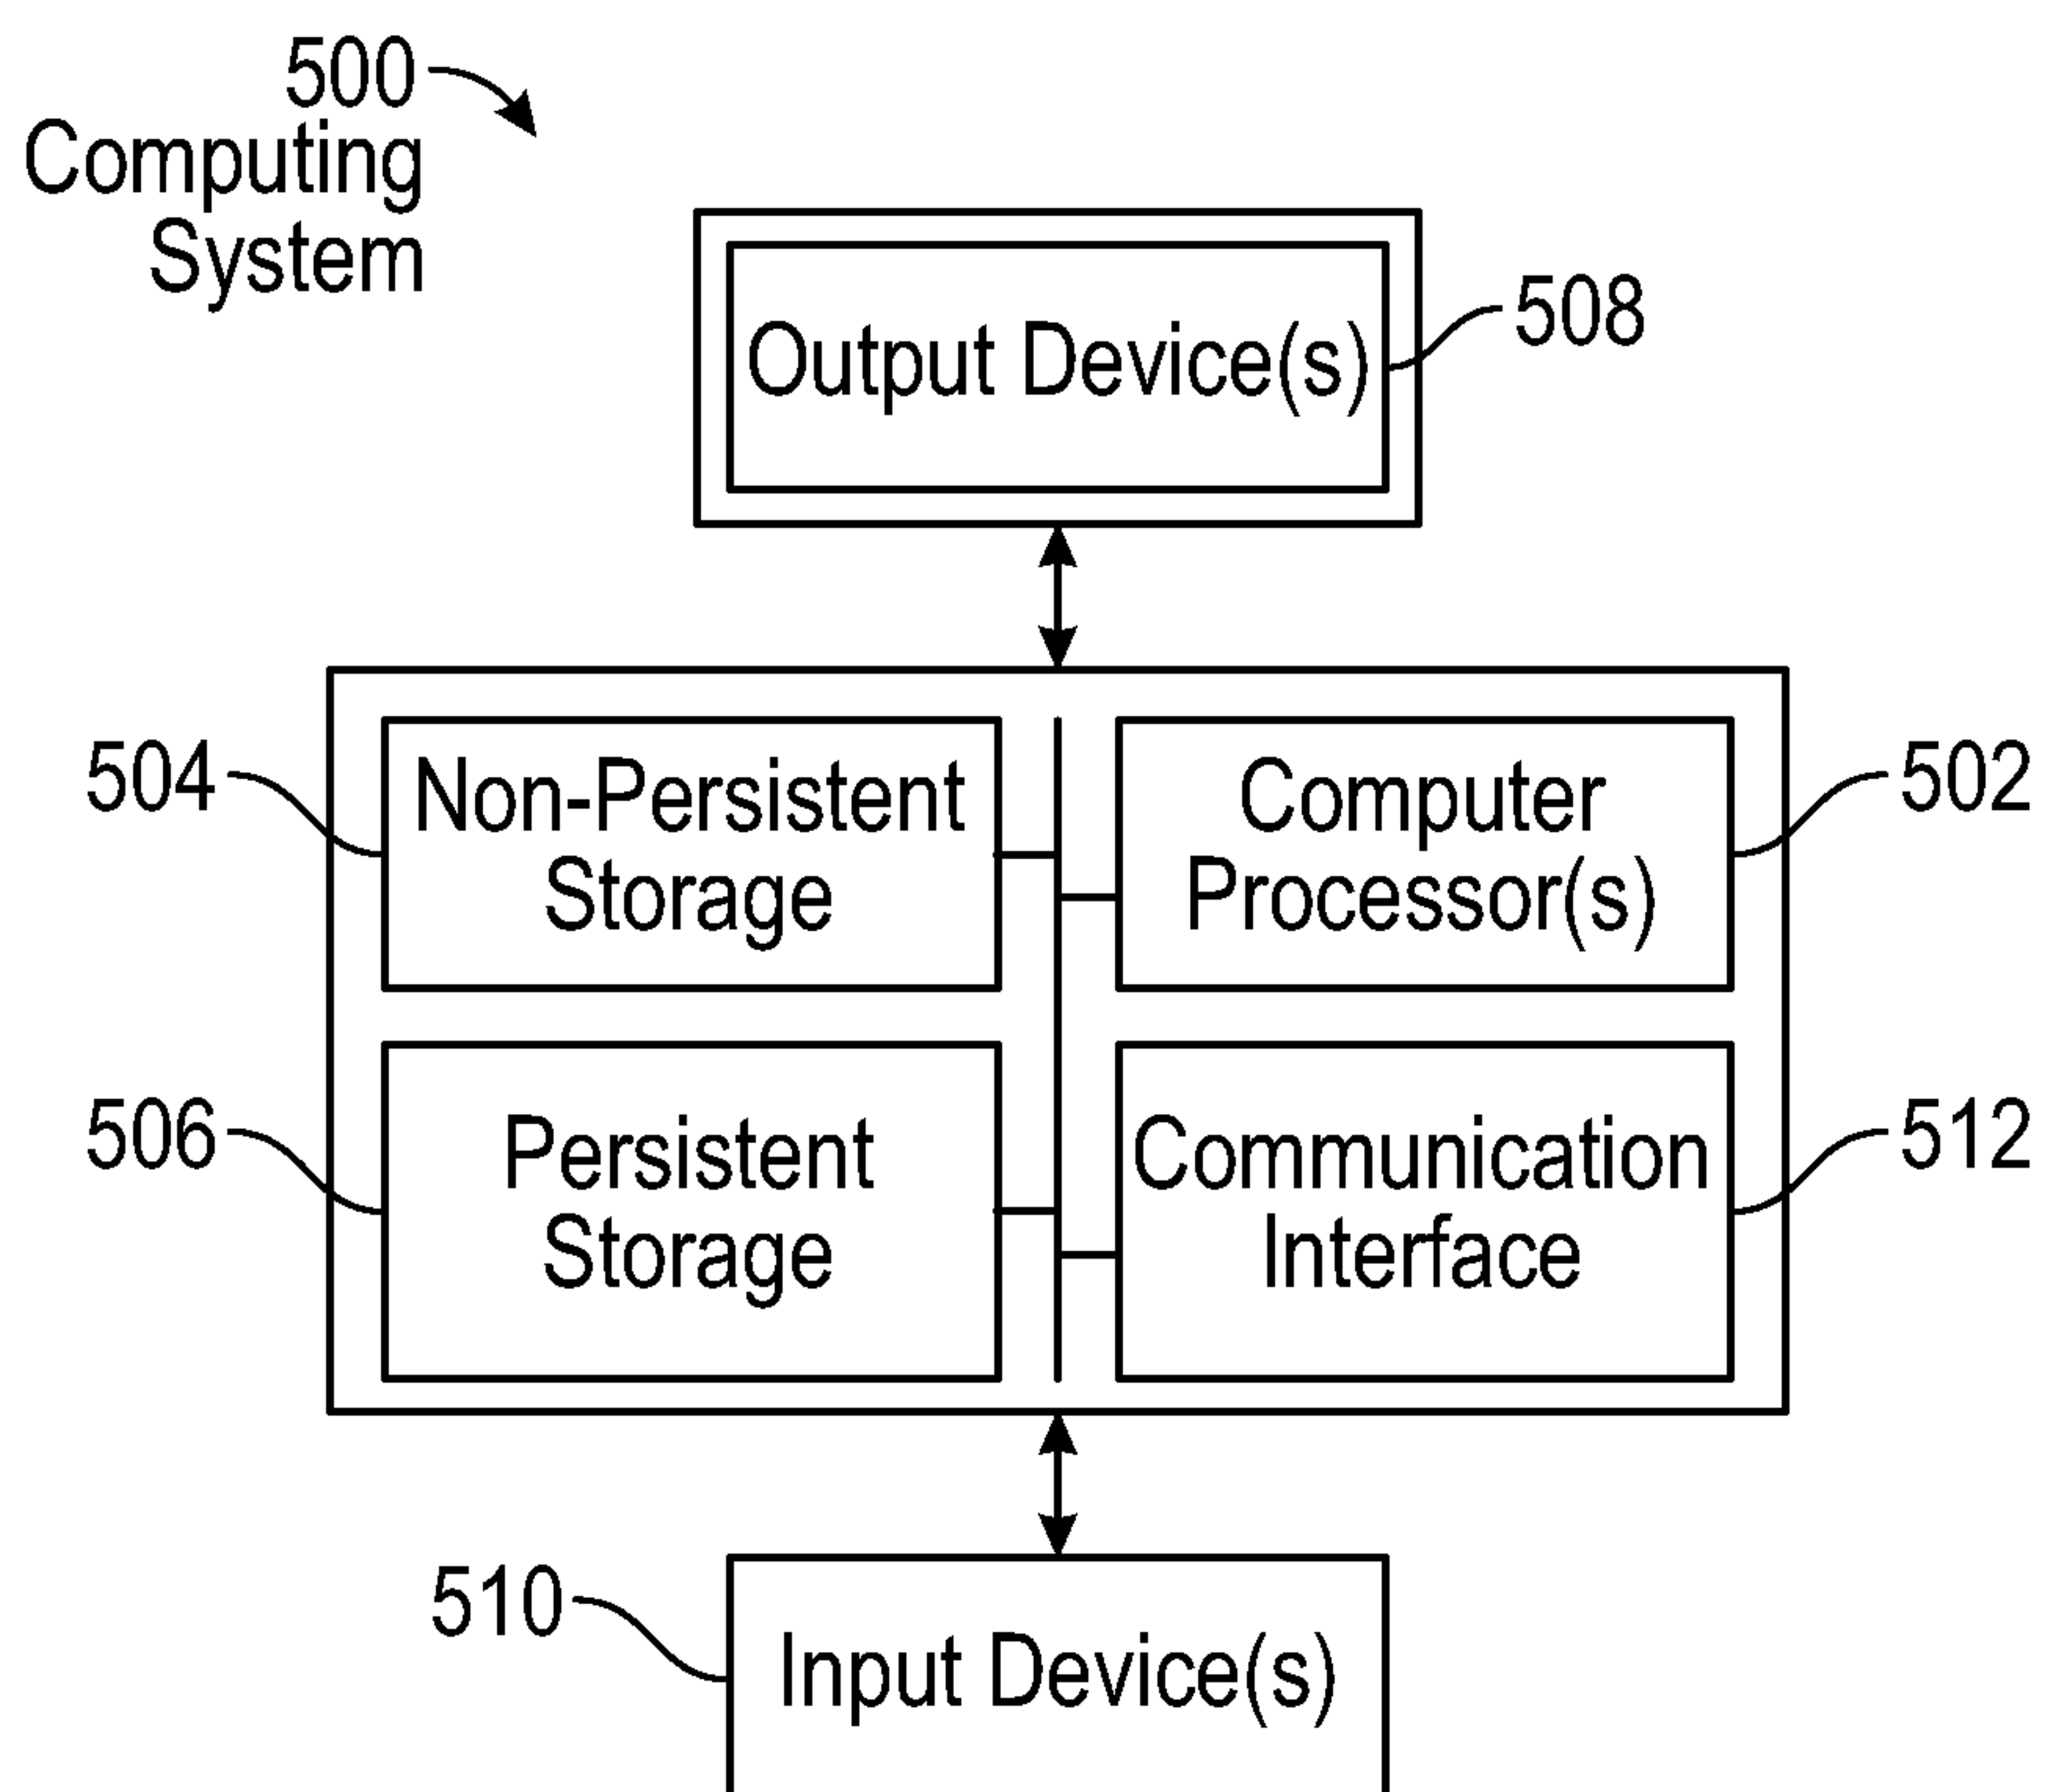 500
Computing
System
Output Device(s)
508
504
Non-Persistent
Storage
Computer
Processor(s)
502
506
Persistent
Storage
Communication
Interface
512
510
Input Device(s)